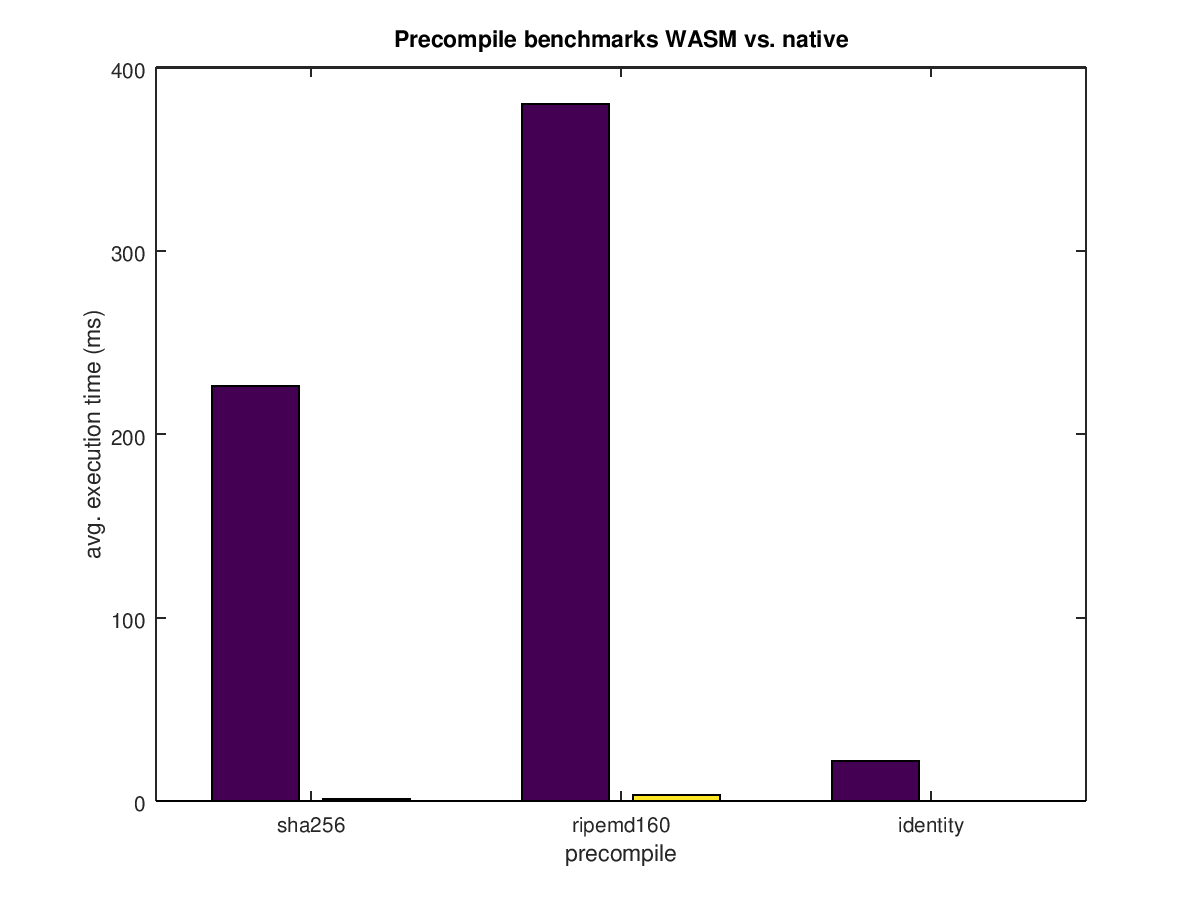 Precompile benchmarks WASM vs. native
400
300
200
100
0
avg. execution time (ms)
sha256
ripemd160
identity
precompile